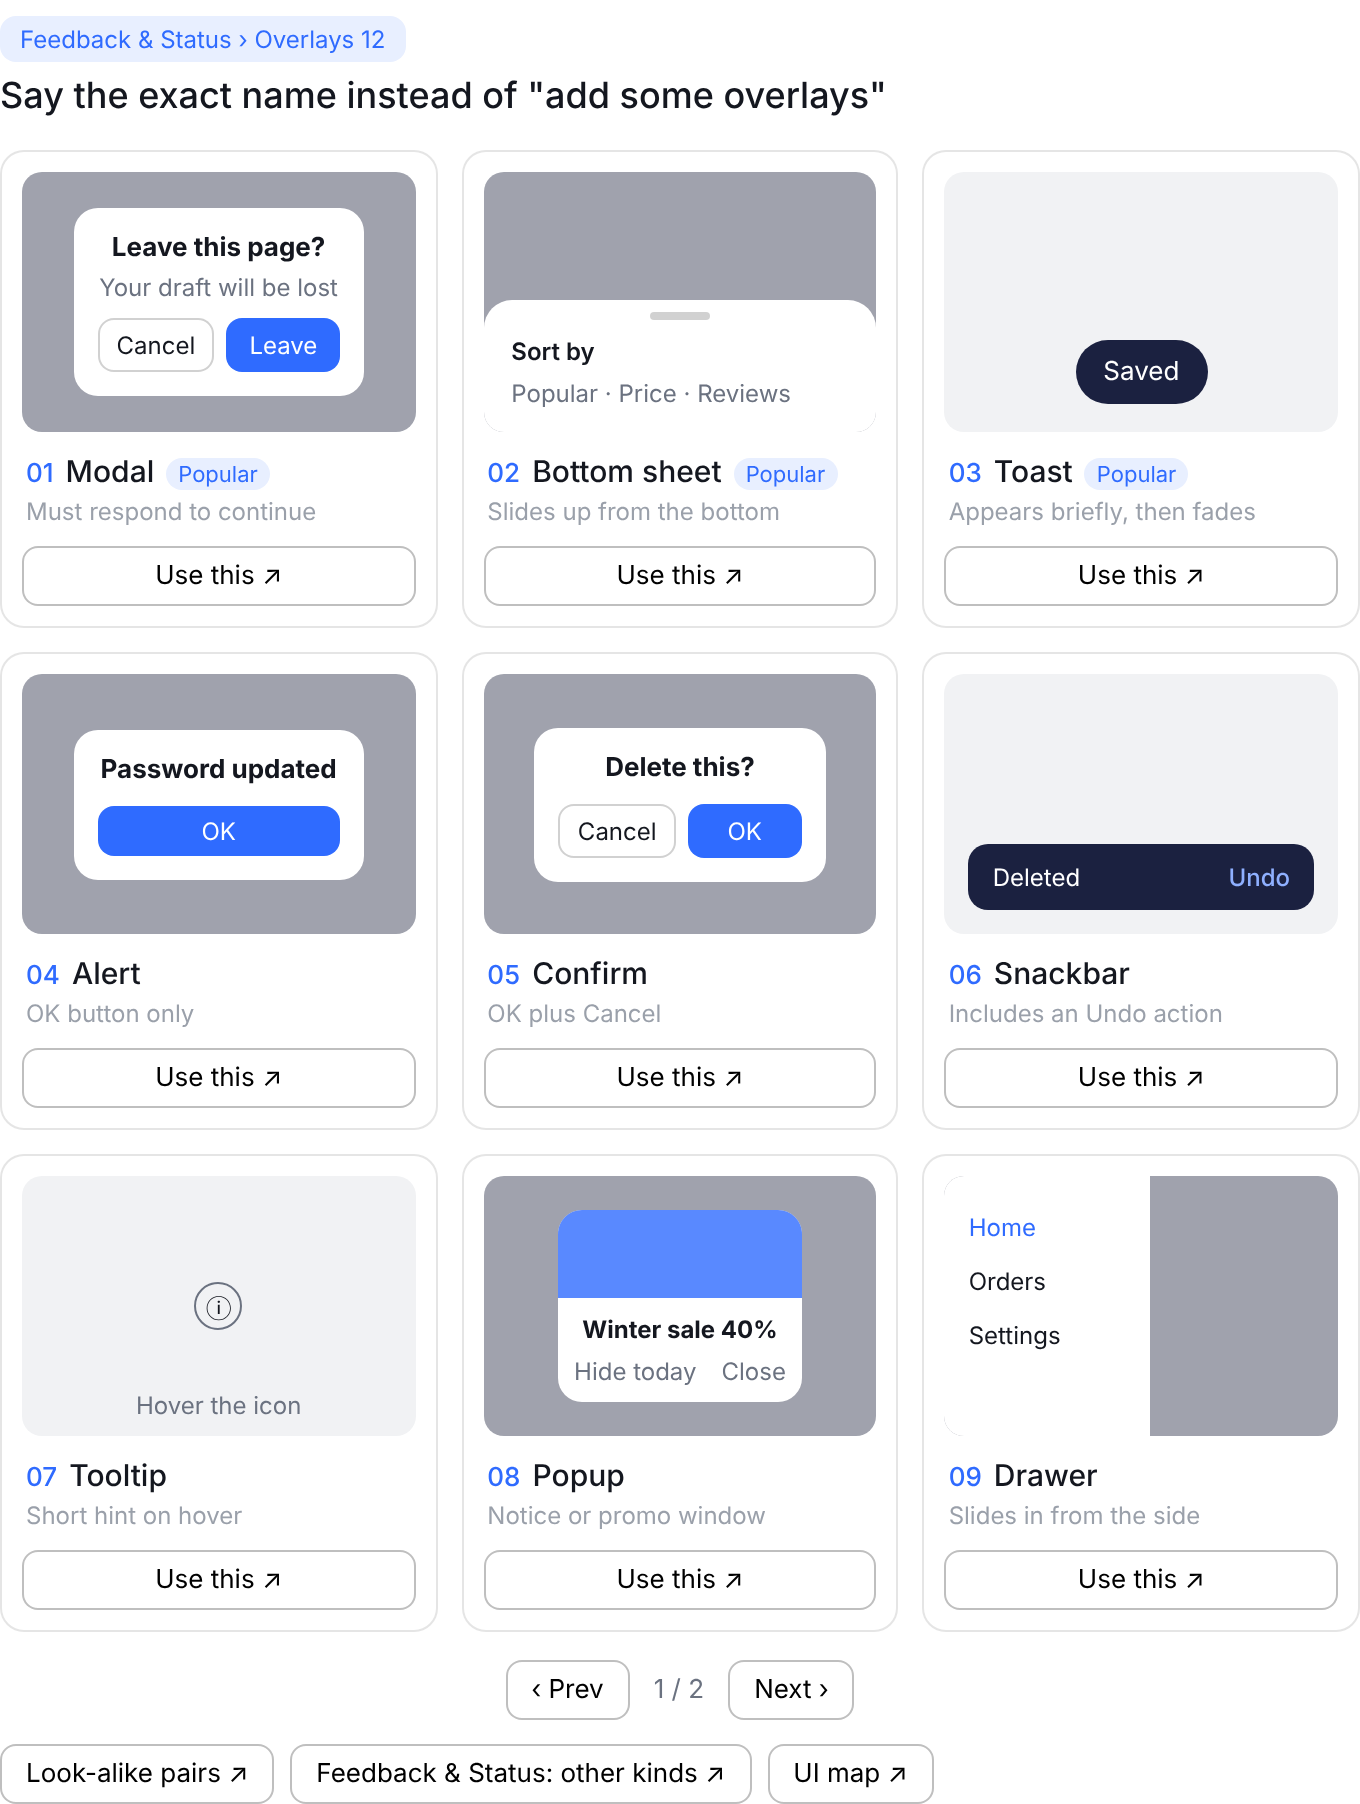 Feedback & Status › Overlays 12
Say the exact name instead of "add some overlays"
Leave this page?
Your draft will be lost
Cancel
Leave
01 Modal Popular
Must respond to continue
Use this ↗
Sort by
Popular · Price · Reviews
02 Bottom sheet Popular
Slides up from the bottom
Use this ↗
Saved
03 Toast Popular
Appears briefly, then fades
Use this ↗
Password updated
OK
04 Alert
OK button only
Use this ↗
Delete this?
Cancel
OK
05 Confirm
OK plus Cancel
Use this ↗
Deleted
Undo
06 Snackbar
Includes an Undo action
Use this ↗
ⓘ
Hover the icon
07 Tooltip
Short hint on hover
Use this ↗
Winter sale 40%
Hide today
Close
08 Popup
Notice or promo window
Use this ↗
Home
Orders
Settings
09 Drawer
Slides in from the side
Use this ↗
‹ Prev
1 / 2
Next ›
Look-alike pairs ↗
Feedback & Status: other kinds ↗
UI map ↗